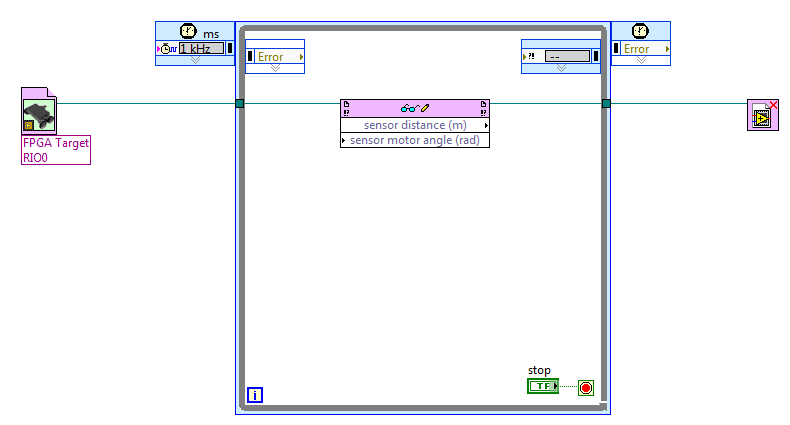 ms
1 kHz
Error
?!
--
Error
FPGA Target
RIO0
?!
?!
sensor distance (m)
sensor motor angle (rad)
stop
TF
i